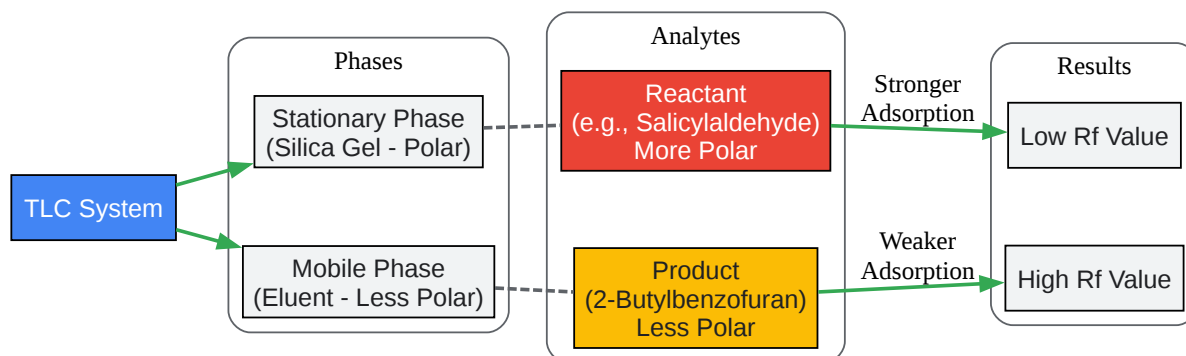 TLC System
Phases
Stationary Phase
(Silica Gel - Polar)
Mobile Phase
(Eluent - Less Polar)
Analytes
Reactant
(e.g., Salicylaldehyde)
More Polar
Product
(2-Butylbenzofuran)
Less Polar
Stronger
Adsorption
Weaker
Adsorption
Results
Low Rf Value
High Rf Value